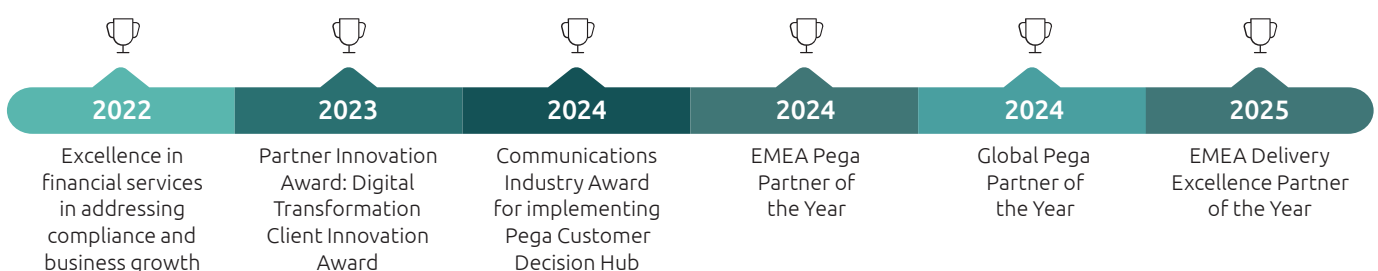 2022
Excellence in
financial services
in addressing
compliance and
business growth
2023
Partner Innovation
Award: Digital
Transformation
Client Innovation
Award
2024
Communications
Industry Award
for implementing
Pega Customer
Decision Hub
2024
EMEA Pega
Partner of
the Year
2024
Global Pega
Partner of
the Year
2025
EMEA Delivery
Excellence Partner
of the Year